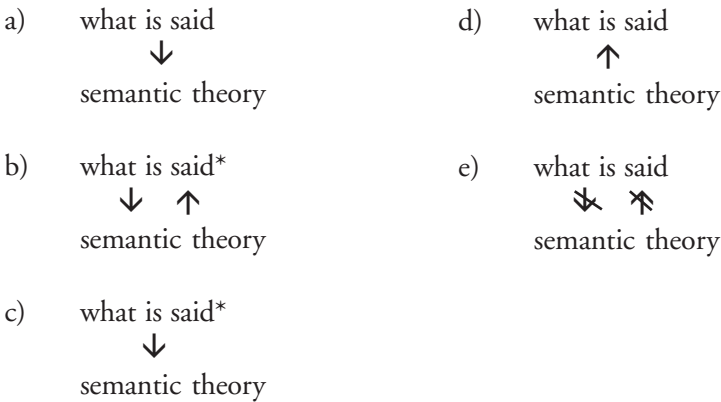 a) what is said
↓
semantic theory
b) what is said*
↓ ↑
semantic theory
c) what is said*
↓
semantic theory
d) what is said
↑
semantic theory
e) what is said
semantic theory